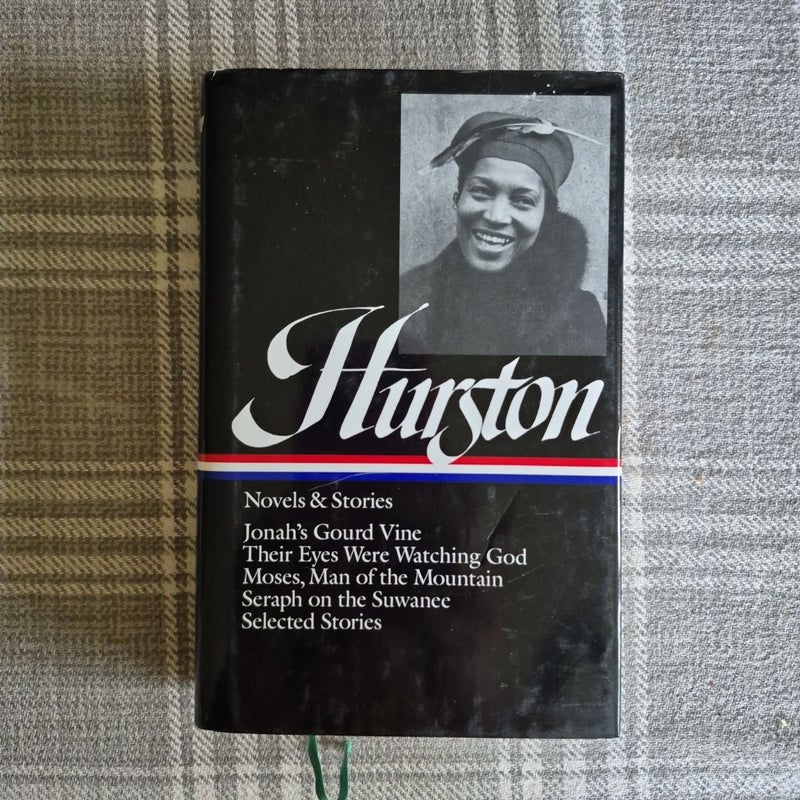 Hurston
Novels & Stories
Jonah's Gourd Vine
Their Eyes Were Watching God
Moses, Man of the Mountain
Seraph on the Suwanee
Selected Stories